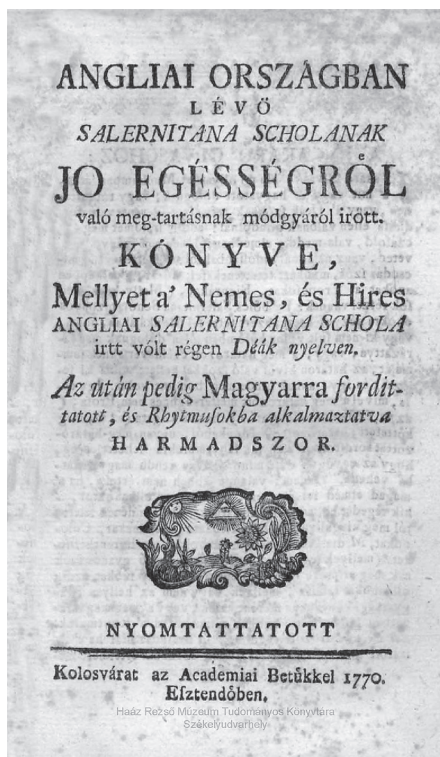 ANGLIAI ORSZÁGBAN
LÉVÖ
SALERNITANA SCHOLANAK
JO EGÉSSÉGRŐL
való meg-tartásnak módgyáról irött.
KÓNYVE,
Mellyet a' Nemes, és Hires
ANGLIAI SALERNITANA SCHOLA
irtt vólt régen Déák nyelven.
Az után pedig Magyarra fordit-
tatott, és Rhytmuſokba alkalmaztatva
HARMADSZOR.
NYOMTATTATOTT
Kolosvárat az Academiai Betűkkel 1770.
Eſztendőben.
Haáz Rezső Múzeum Tudományos Könyvtára
Székelyudvarhely